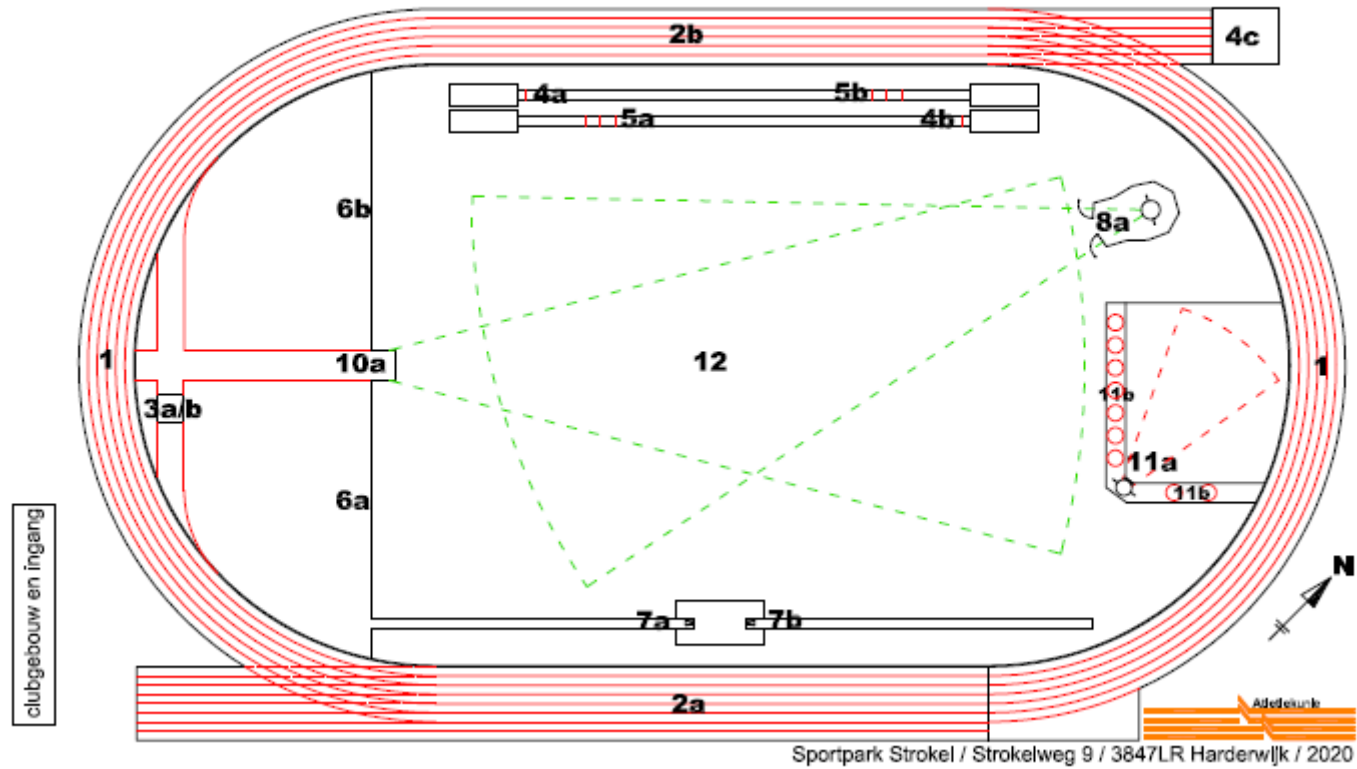 2b
4c
4a
5b
5a
4b
6b
8a
1
10a
12
1
11b
3a/b
11a
6a
11b
clubgebouw en ingang
N
7a
7b
2a
Atletiekunie
Sportpark Strokel / Strokelweg 9 / 3847LR Harderwijk / 2020